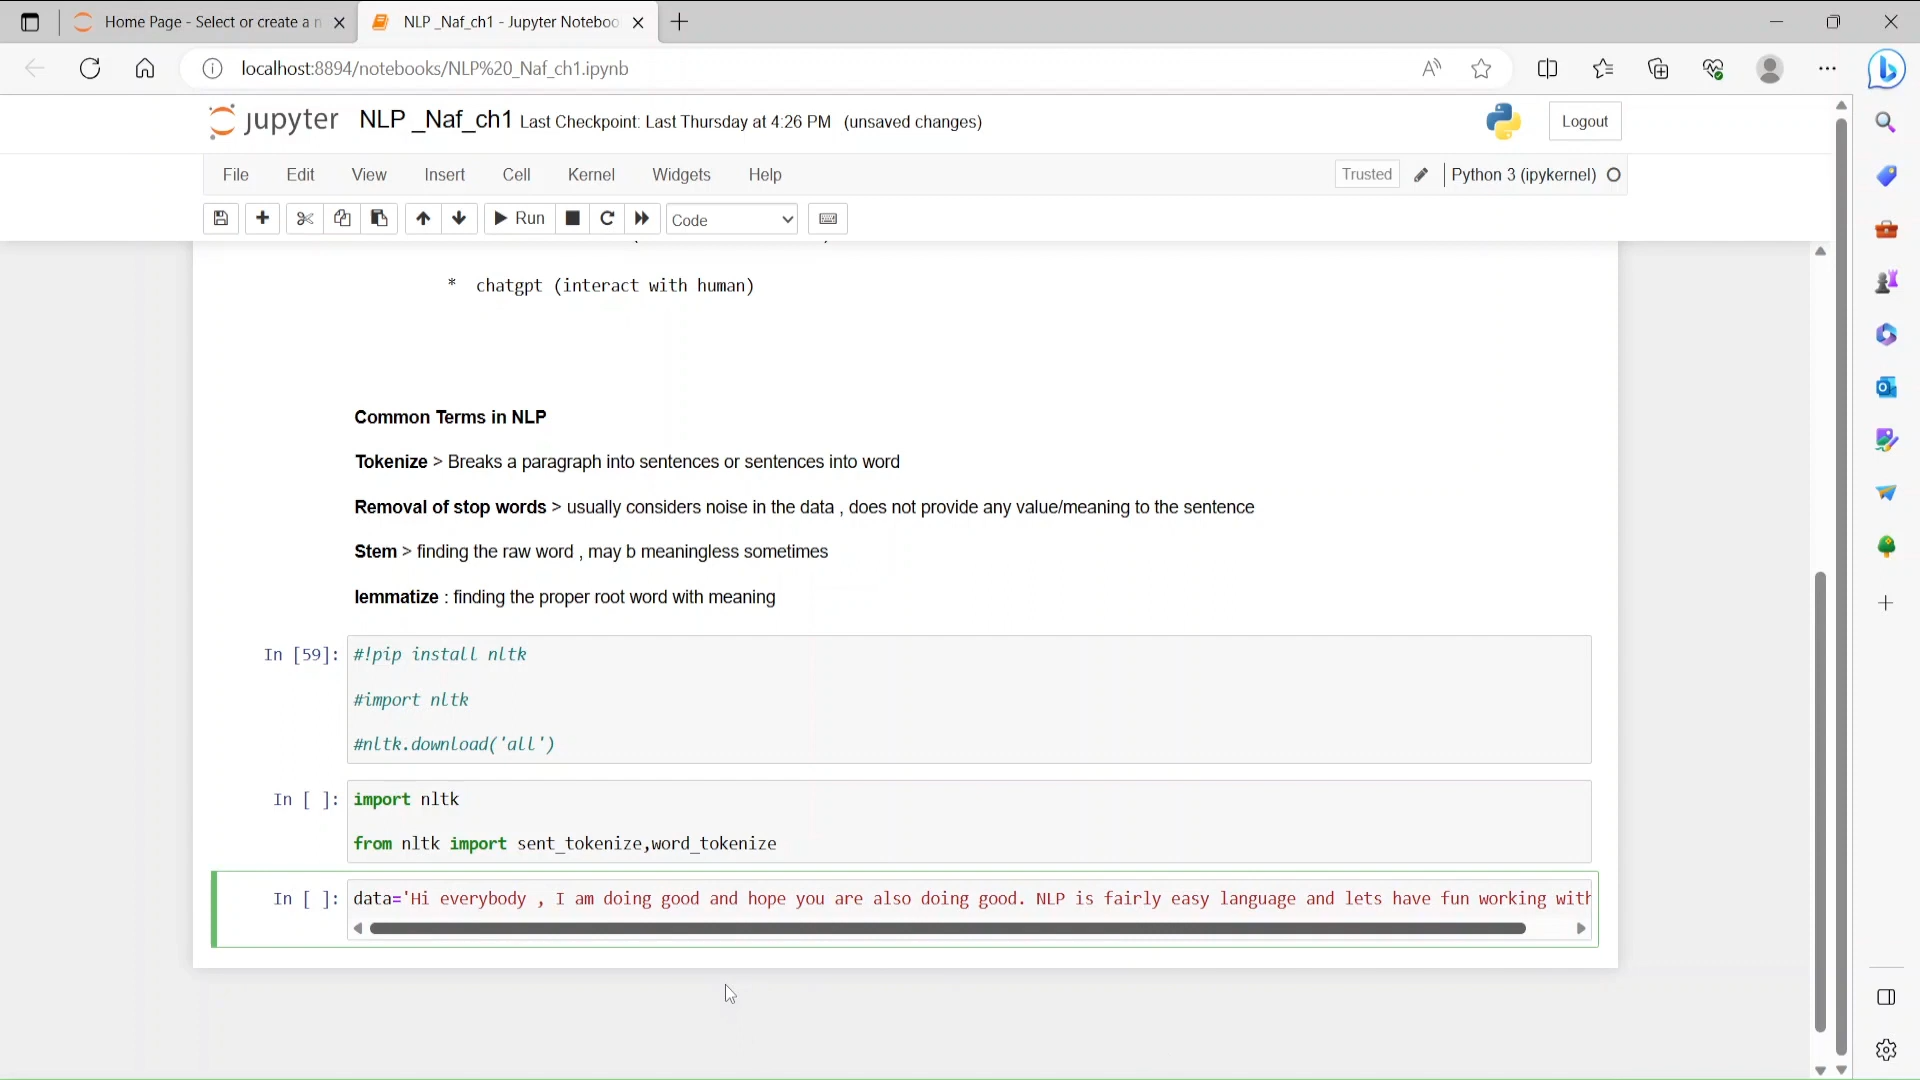 Home Page - Select or create a n
NLP _Naf_ch1 - Jupyter Noteboo
localhost:8894/notebooks/NLP%20_Naf_ch1.ipynb
jupyter NLP _Naf_ch1 Last Checkpoint: Last Thursday at 4:26 PM (unsaved changes)
Logout
File Edit View Insert Cell Kernel Widgets Help
Trusted
Python 3 (ipykernel)
Run
Code
* chatgpt (interact with human)
Common Terms in NLP
Tokenize > Breaks a paragraph into sentences or sentences into word
Removal of stop words > usually considers noise in the data , does not provide any value/meaning to the sentence
Stem > finding the raw word , may b meaningless sometimes
lemmatize : finding the proper root word with meaning
In [59]: #!pip install nltk
#import nltk
#nltk.download('all')
In [ ]: import nltk
from nltk import sent_tokenize,word_tokenize
In [ ]: data='Hi everybody , I am doing good and hope you are also doing good. NLP is fairly easy language and lets have fun working with